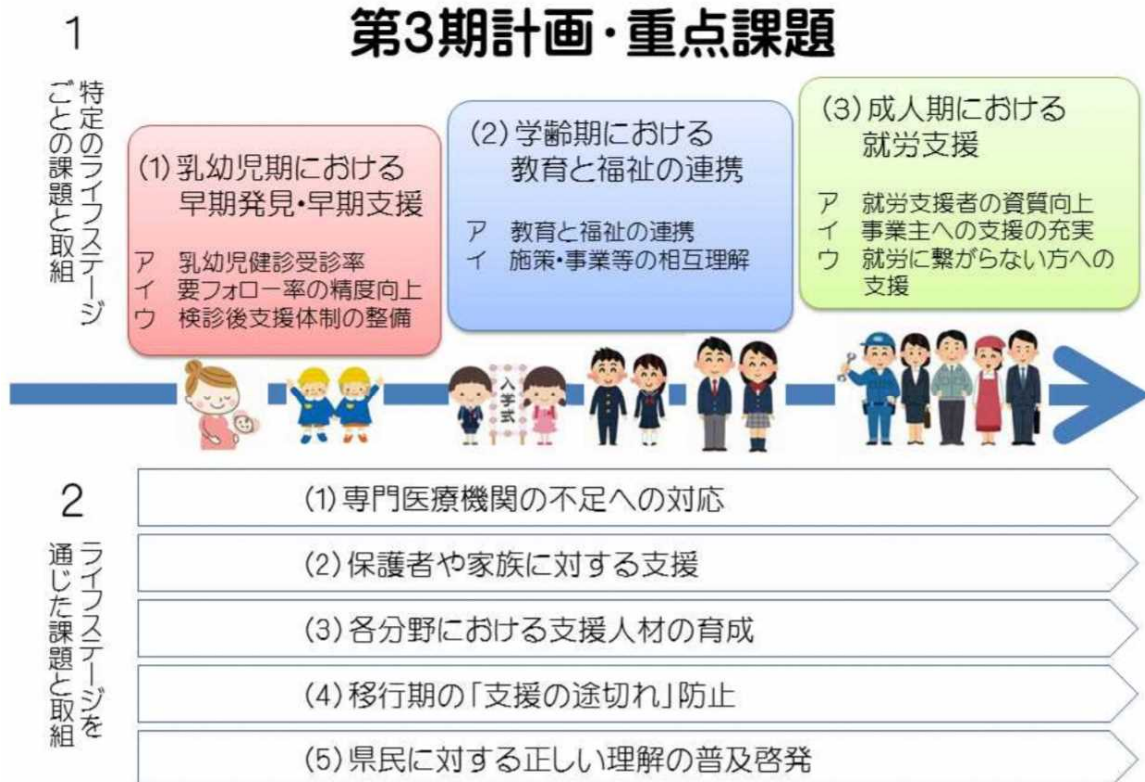 第3期計画・重点課題
1
特定のライフステージ
ごとの課題と取組
(1)乳幼児期における
早期発見・早期支援
ア 乳幼児健診受診率
イ 要フォロー率の精度向上
ウ 検診後支援体制の整備
(2)学齢期における
教育と福祉の連携
ア 教育と福祉の連携
イ 施策・事業等の相互理解
(3)成人期における
就労支援
ア 就労支援者の資質向上
イ 事業主への支援の充実
ウ 就労に繋がらない方への
支援
入学式
2
ライフステージを
通じた課題と取組
(1)専門医療機関の不足への対応
(2)保護者や家族に対する支援
(3)各分野における支援人材の育成
(4)移行期の「支援の途切れ」防止
(5)県民に対する正しい理解の普及啓発